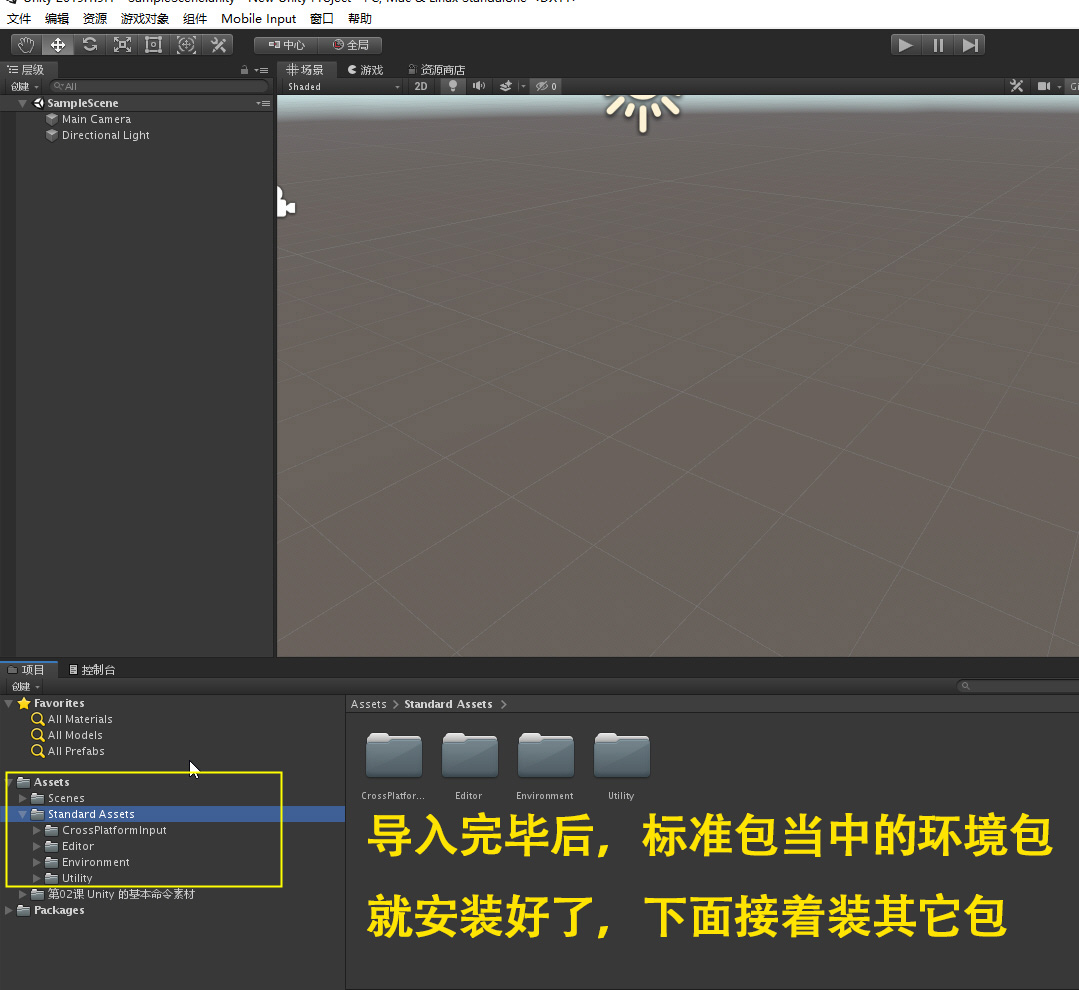 文件 编辑 资源 游戏对象 组件 Mobile Input 窗口 帮助
中心 全局
层级
场景 游戏 资源商店
创建 All
Shaded 2D 0
SampleScene
Main Camera
Directional Light
项目 控制台
创建
Favorites
All Materials
All Models
All Prefabs
Assets
Scenes
Standard Assets
CrossPlatformInput
Editor
Environment
Utility
第02课 Unity 的基本命令素材
Packages
Assets > Standard Assets >
CrossPlatfor... Editor Environment Utility
导入完毕后，标准包当中的环境包
就安装好了，下面接着装其它包